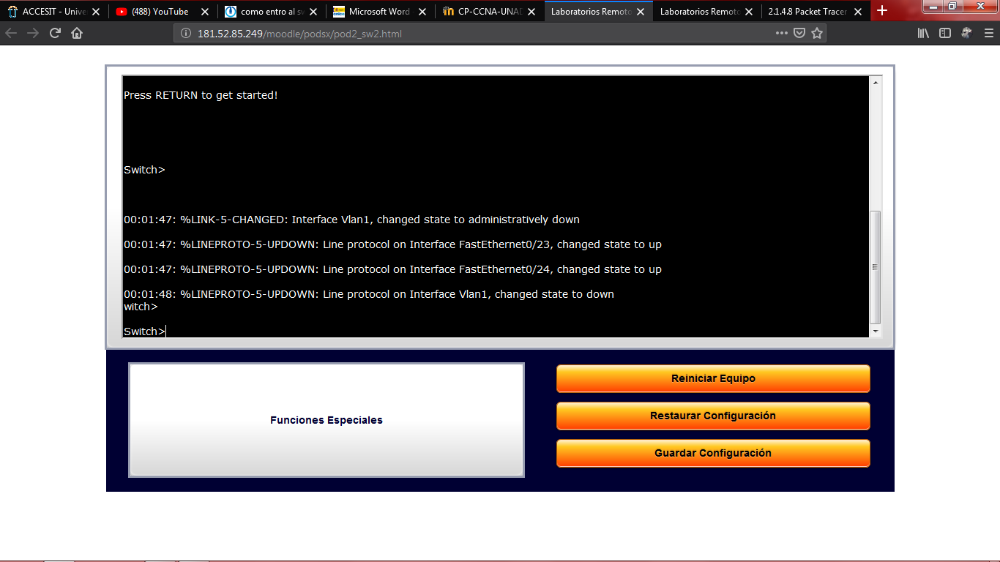 ACCESIT - Unive
(488) YouTube
como entro al sw
Microsoft Word
CP-CCNA-UNAD
Laboratorios Remoto
Laboratorios Remoto
2.1.4.8 Packet Tracer
181.52.85.249/moodle/podsx/pod2_sw2.html
Press RETURN to get started!
Switch>
00:01:47: %LINK-5-CHANGED: Interface Vlan1, changed state to administratively down
00:01:47: %LINEPROTO-5-UPDOWN: Line protocol on Interface FastEthernet0/23, changed state to up
00:01:47: %LINEPROTO-5-UPDOWN: Line protocol on Interface FastEthernet0/24, changed state to up
00:01:48: %LINEPROTO-5-UPDOWN: Line protocol on Interface Vlan1, changed state to down
witch>
Switch>
Funciones Especiales
Reiniciar Equipo
Restaurar Configuración
Guardar Configuración